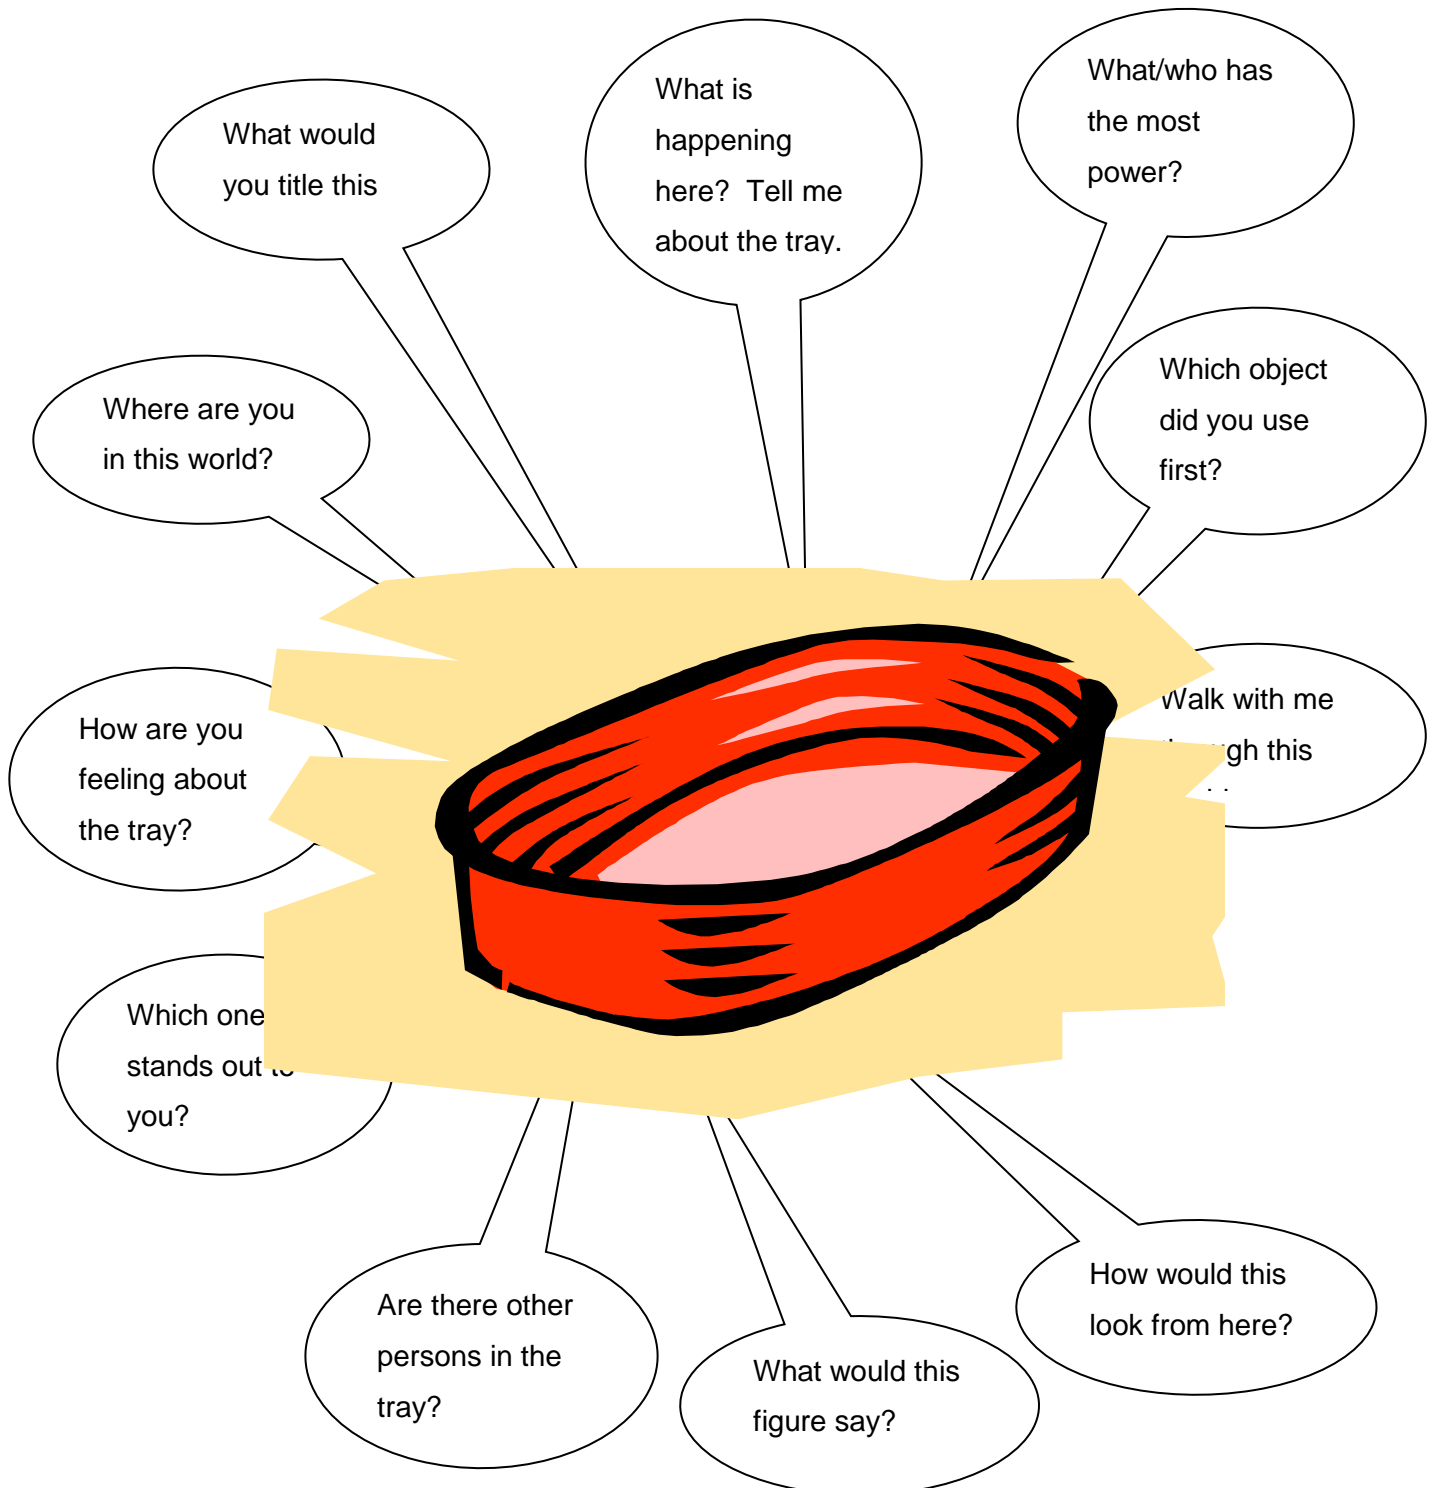 What would
you title this
What is
happening
here? Tell me
about the tray.
What/who has
the most
power?
Where are you
in this world?
Which object
did you use
first?
How are you
feeling about
the tray?
Walk with me
this
Which one
stands out to
you?
Are there other
persons in the
tray?
What would this
figure say?
How would this
look from here?